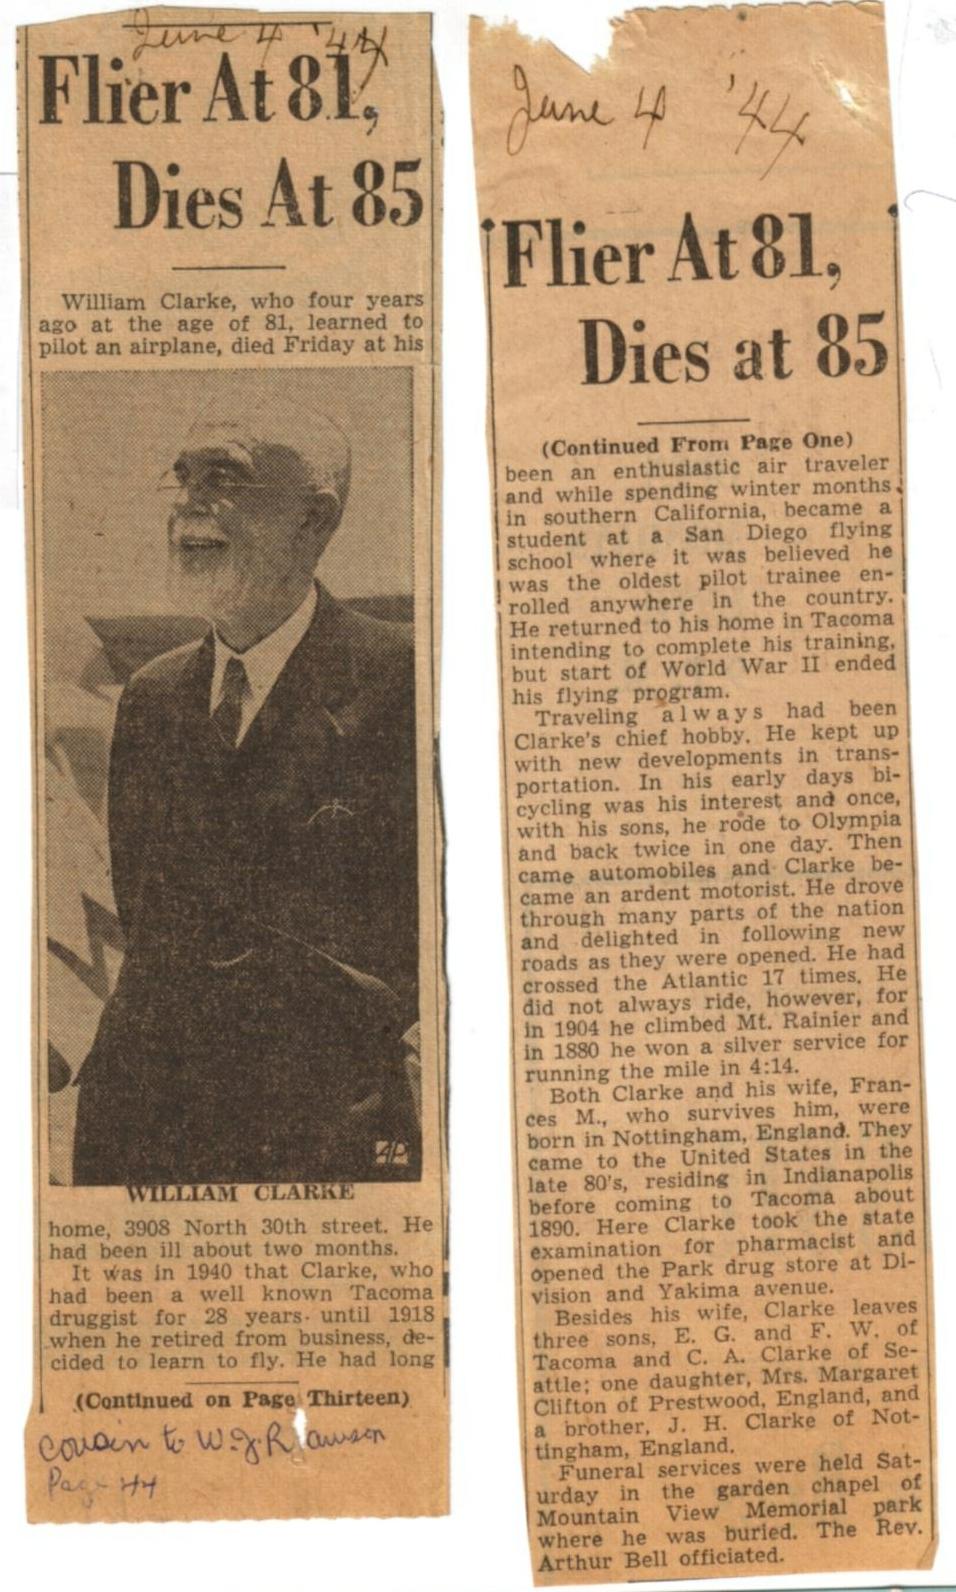 June 4 '44
Flier At 81,
Dies At 85
William Clarke, who four years
ago at the age of 81, learned to
pilot an airplane, died Friday at his
AP
WILLIAM CLARKE
home, 3908 North 30th street. He
had been ill about two months.
It was in 1940 that Clarke, who
had been a well known Tacoma
druggist for 28 years until 1918
when he retired from business, de-
cided to learn to fly. He had long
(Continued on Page Thirteen)
cousin to W.J. Rawson
Page 44
June 4 '44
Flier At 81,
Dies at 85
(Continued From Page One)
been an enthusiastic air traveler
and while spending winter months
in southern California, became a
student at a San Diego flying
school where it was believed he
was the oldest pilot trainee en-
rolled anywhere in the country.
He returned to his home in Tacoma
intending to complete his training,
but start of World War II ended
his flying program.
Traveling always had been
Clarke's chief hobby. He kept up
with new developments in trans-
portation. In his early days bi-
cycling was his interest and once,
with his sons, he rode to Olympia
and back twice in one day. Then
came automobiles and Clarke be-
came an ardent motorist. He drove
through many parts of the nation
and delighted in following new
roads as they were opened. He had
crossed the Atlantic 17 times. He
did not always ride, however, for
in 1904 he climbed Mt. Rainier and
in 1880 he won a silver service for
running the mile in 4:14.
Both Clarke and his wife, Fran-
ces M., who survives him, were
born in Nottingham, England. They
came to the United States in the
late 80's, residing in Indianapolis
before coming to Tacoma about
1890. Here Clarke took the state
examination for pharmacist and
opened the Park drug store at Di-
vision and Yakima avenue.
Besides his wife, Clarke leaves
three sons, E. G. and F. W. of
Tacoma and C. A. Clarke of Se-
attle; one daughter, Mrs. Margaret
Clifton of Prestwood, England, and
a brother, J. H. Clarke of Not-
tingham, England.
Funeral services were held Sat-
urday in the garden chapel of
Mountain View Memorial park
where he was buried. The Rev.
Arthur Bell officiated.